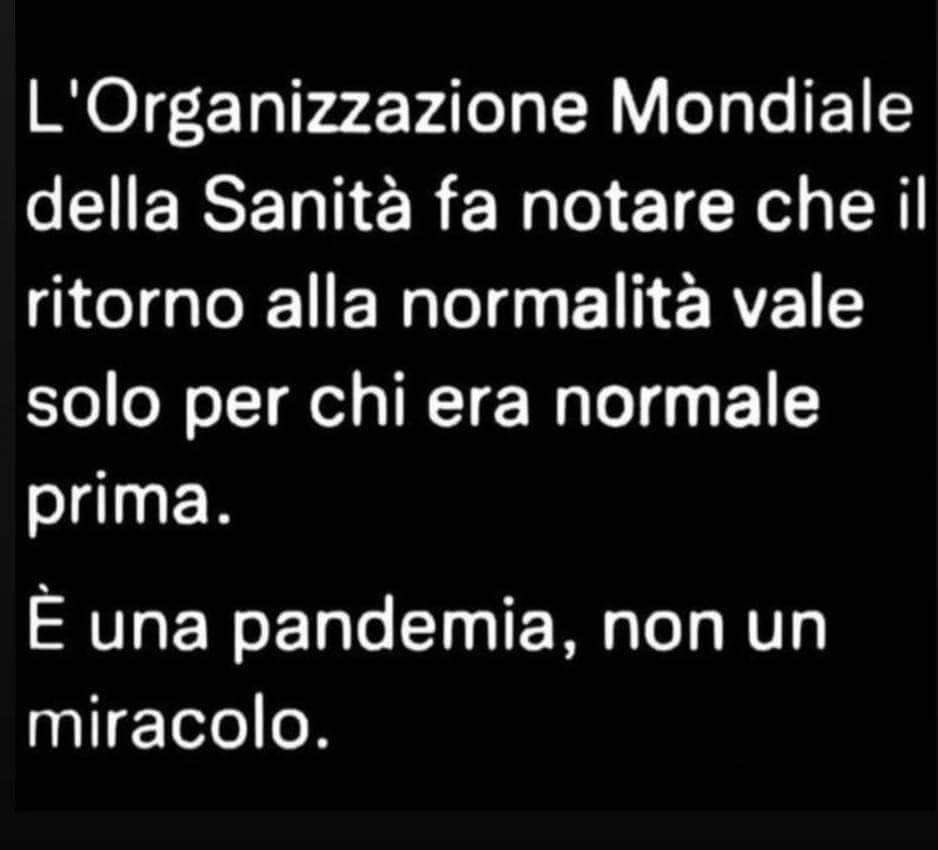 L'Organizzazione Mondiale
della Sanità fa notare che il
ritorno alla normalità vale
solo per chi era normale
prima.
È una pandemia, non un
miracolo.